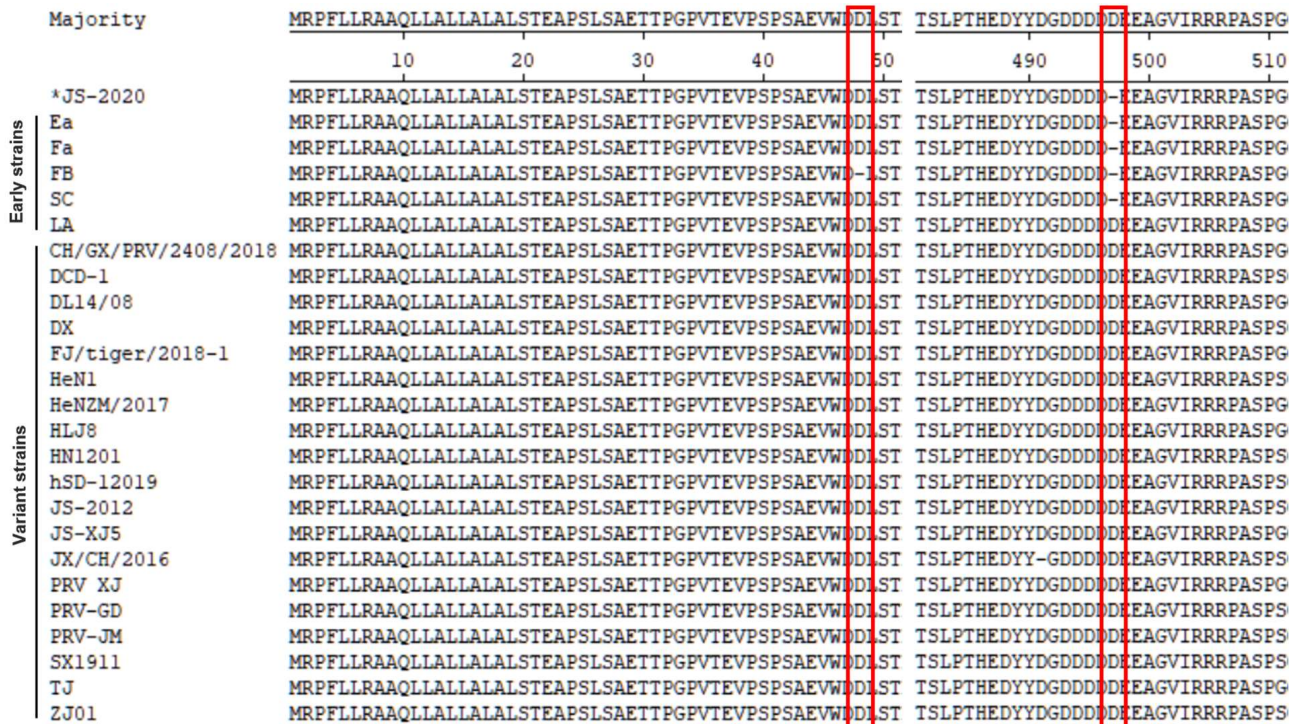 Majority MRPFLLRAAQLLALLALALSTEAPSLSAETTPGPVTEVPSPSAEVWDDLST TSLPTHEDYYDGDDDDDEEAGVIRRRPASPG
10 20 30 40 50 490 500 510
*JS-2020 MRPFLLRAAQLLALLALALSTEAPSLSAETTPGPVTEVPSPSAEVWDDLST TSLPTHEDYYDGDDDD-EEAGVIRRRPASPG
Early strains
Ea MRPFLLRAAQLLALLALALSTEAPSLSAETTPGPVTEVPSPSAEVWDDLST TSLPTHEDYYDGDDDD-EEAGVIRRRPASPG
Fa MRPFLLRAAQLLALLALALSTEAPSLSAETTPGPVTEVPSPSAEVWDDLST TSLPTHEDYYDGDDDD-EEAGVIRRRPASPG
FB MRPFLLRAAQLLALLALALSTEAPSLSAETTPGPVTEVPSPSAEVWD-LST TSLPTHEDYYDGDDDD-EEAGVIRRRPASPG
SC MRPFLLRAAQLLALLALALSTEAPSLSAETTPGPVTEVPSPSAEVWDDLST TSLPTHEDYYDGDDDD-EEAGVIRRRPASPG
LA MRPFLLRAAQLLALLALALSTEAPSLSAETTPGPVTEVPSPSAEVWDDLST TSLPTHEDYYDGDDDDDEEAGVIRRRPASPG
Variant strains
CH/GX/PRV/2408/2018 MRPFLLRAAQLLALLALALSTEAPSLSAETTPGPVTEVPSPSAEVWDDLST TSLPTHEDYYDGDDDDDEEAGVIRRRPASPG
DCD-1 MRPFLLRAAQLLALLALALSTEAPSLSAETTPGPVTEVPSPSAEVWDDLST TSLPTHEDYYDGDDDDDEEAGVIRRRPASPS
DL14/08 MRPFLLRAAQLLALLALALSTEAPSLSAETTPGPVTEVPSPSAEVWDDLST TSLPTHEDYYDGDDDDDEEAGVIRRRPASPS
DX MRPFLLRAAQLLALLALALSTEAPSLSAETTPGPVTEVPSPSAEVWDDLST TSLPTHEDYYDGDDDDDEEAGVIRRRPASPG
FJ/tiger/2018-1 MRPFLLRAAQLLALLALALSTEAPSLSAETTPGPVTEVPSPSAEVWDDLST TSLPTHEDYYDGDDDDDEEAGVIRRRPASPG
HeN1 MRPFLLRAAQLLALLALALSTEAPSLSAETTPGPVTEVPSPSAEVWDDLST TSLPTHEDYYDGDDDDDEEAGVIRRRPASPS
HeNZM/2017 MRPFLLRAAQLLALLALALSTEAPSLSAETTPGPVTEVPSPSAEVWDDLST TSLPTHEDYYDGDDDDDEEAGVIRRRPASPS
HLJ8 MRPFLLRAAQLLALLALALSTEAPSLSAETTPGPVTEVPSPSAEVWDDLST TSLPTHEDYYDGDDDDDEEAGVIRRRPASPG
HN1201 MRPFLLRAAQLLALLALALSTEAPSLSAETTPGPVTEVPSPSAEVWDDLST TSLPTHEDYYDGDDDDDEEAGVIRRRPASPS
hSD-12019 MRPFLLRAAQLLALLALALSTEAPSLSAETTPGPVTEVPSPSAEVWDDLST TSLPTHEDYYDGDDDDDEEAGVIRRRPASPS
JS-2012 MRPFLLRAAQLLALLALALSTEAPSLSAETTPGPVTEVPSPSAEVWDDLST TSLPTHEDYYDGDDDDDEEAGVIRRRPASPS
JS-XJ5 MRPFLLRAAQLLALLALALSTEAPSLSAETTPGPVTEVPSPSAEVWDDLST TSLPTHEDYYDGDDDDDEEAGVIRRRPASPG
JX/CH/2016 MRPFLLRAAQLLALLALALSTEAPSLSAETTPGPVTEVPSPSAEVWDDLST TSLPTHEDYY-GDDDDDEEAGVIRRRPASPS
PRV XJ MRPFLLRAAQLLALLALALSTEAPSLSAETTPGPVTEVPSPSAEVWDDLST TSLPTHEDYYDGDDDDDEEAGVIRRRPASPS
PRV-GD MRPFLLRAAQLLALLALALSTEAPSLSAETTPGPVTEVPSPSAEVWDDLST TSLPTHEDYYDGDDDDDEEAGVIRRRPASPS
PRV-JM MRPFLLRAAQLLALLALALSTEAPSLSAETTPGPVTEVPSPSAEVWDDLST TSLPTHEDYYDGDDDDDEEAGVIRRRPASPS
SX1911 MRPFLLRAAQLLALLALALSTEAPSLSAETTPGPVTEVPSPSAEVWDDLST TSLPTHEDYYDGDDDDDEEAGVIRRRPASPG
TJ MRPFLLRAAQLLALLALALSTEAPSLSAETTPGPVTEVPSPSAEVWDDLST TSLPTHEDYYDGDDDDDEEAGVIRRRPASPG
ZJ01 MRPFLLRAAQLLALLALALSTEAPSLSAETTPGPVTEVPSPSAEVWDDLST TSLPTHEDYYDGDDDDDEEAGVIRRRPASPS